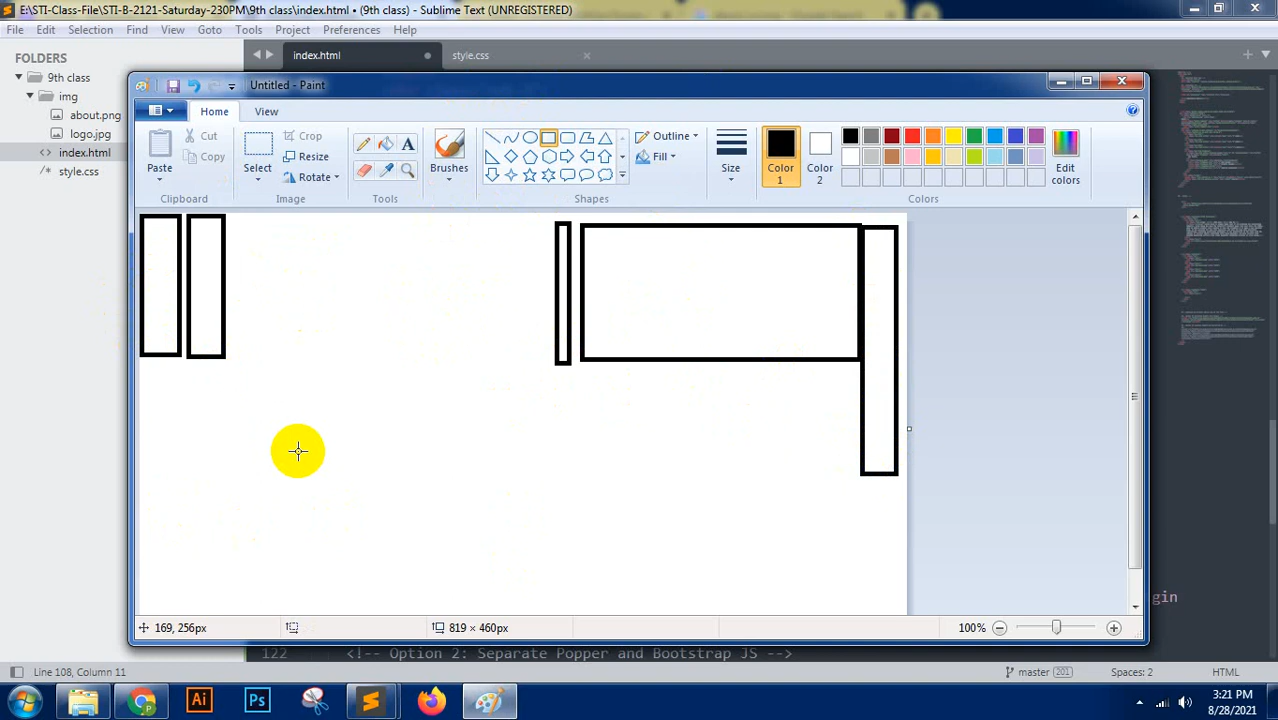 E:\STI-Class-File\STI-B-2121-Saturday-230PM\9th class\index.html • (9th class) - Sublime Text (UNREGISTERED)
File Edit Selection Find View Goto Tools Project Preferences Help
FOLDERS
9th class
img
about.png
logo.jpg
index.html
style.css
index.html
style.css
Untitled - Paint
Home View
Paste
Cut
Copy
Clipboard
Select
Crop
Resize
Rotate
Image
Tools
Brushes
Shapes
Outline
Fill
Size
Color 1
Color 2
Edit colors
Colors
169, 256px
819 × 460px
100%
gin
122 <!-- Option 2: Separate Popper and Bootstrap JS -->
Line 108, Column 11
master 201
Spaces: 2
HTML
3:21 PM
8/28/2021